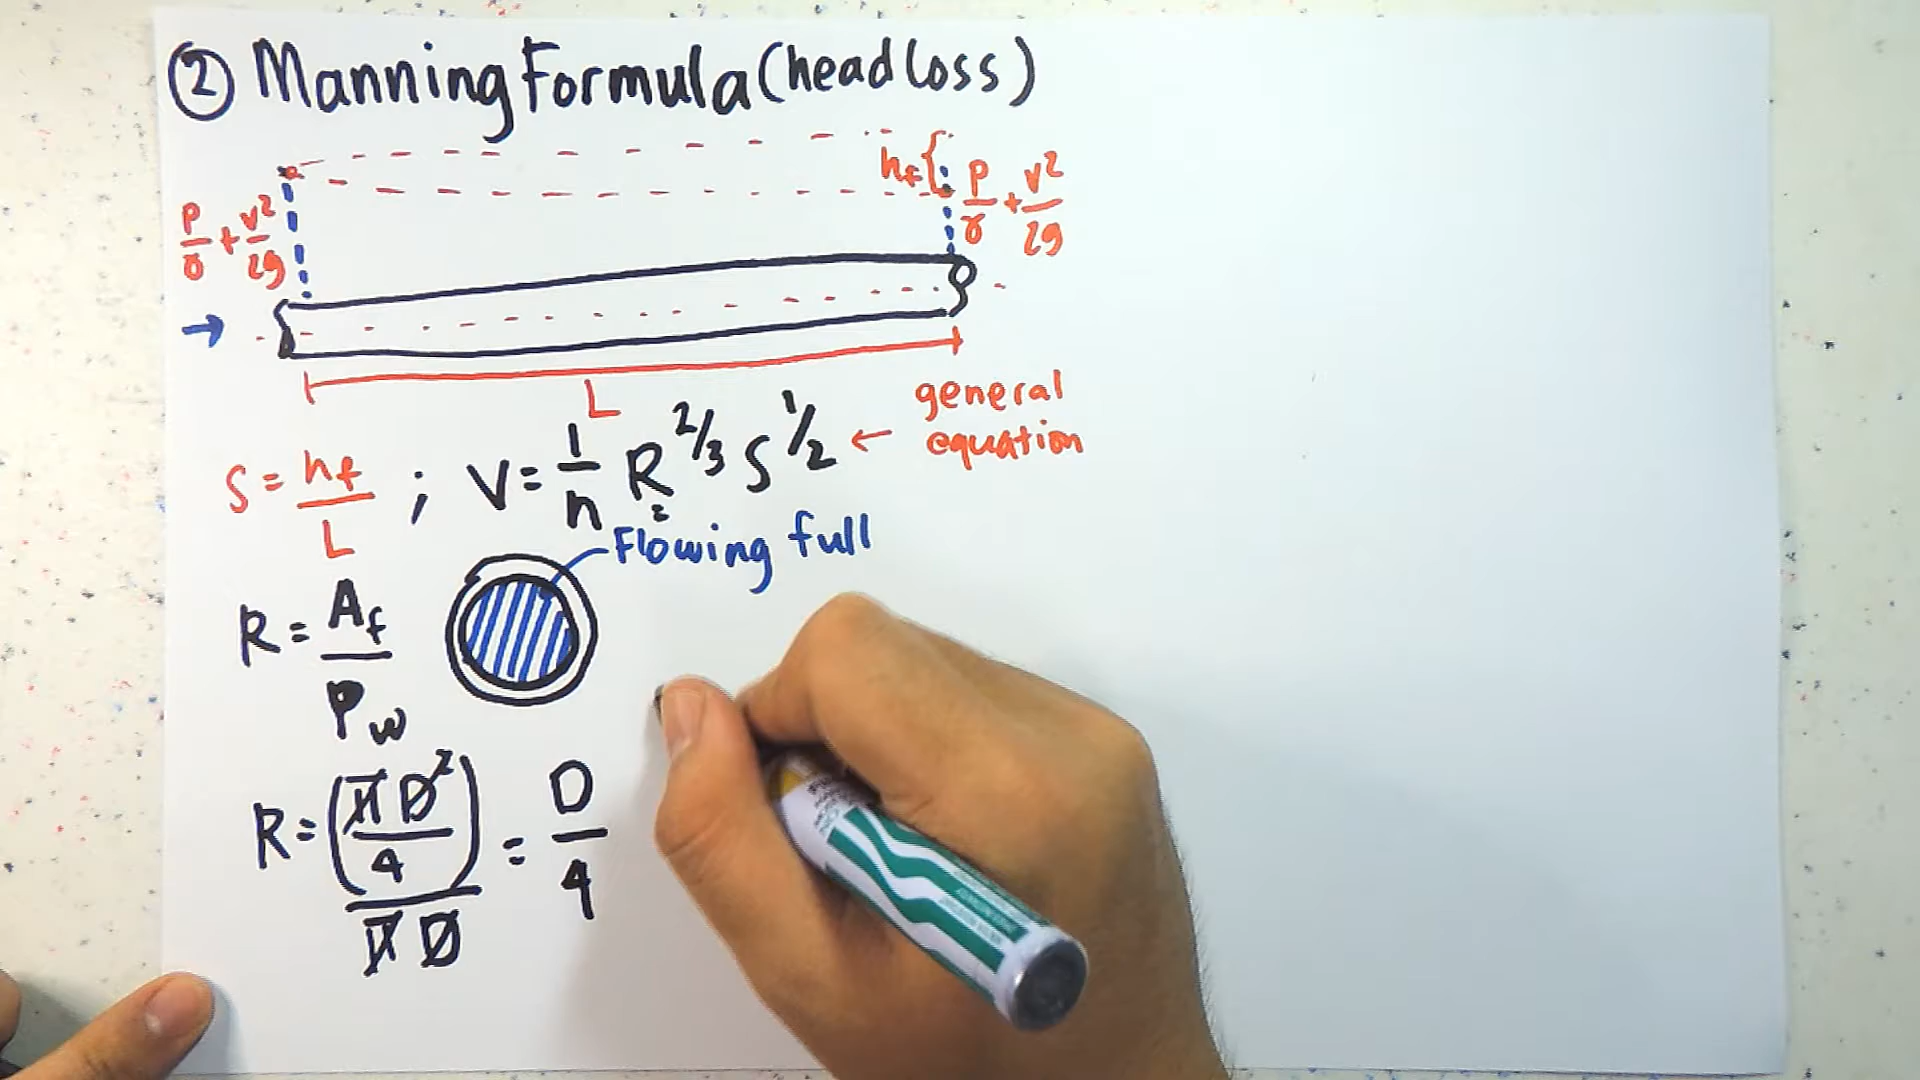 ② Manning Formula (head loss)
hf { P/γ + v²/2g
P/γ + v²/2g
→
L
general
equation
S = hf/L ; V = 1/n R^2/3 S^1/2 ←
Flowing full
R = Af/Pw
R = (πD²/4)/πD = D/4